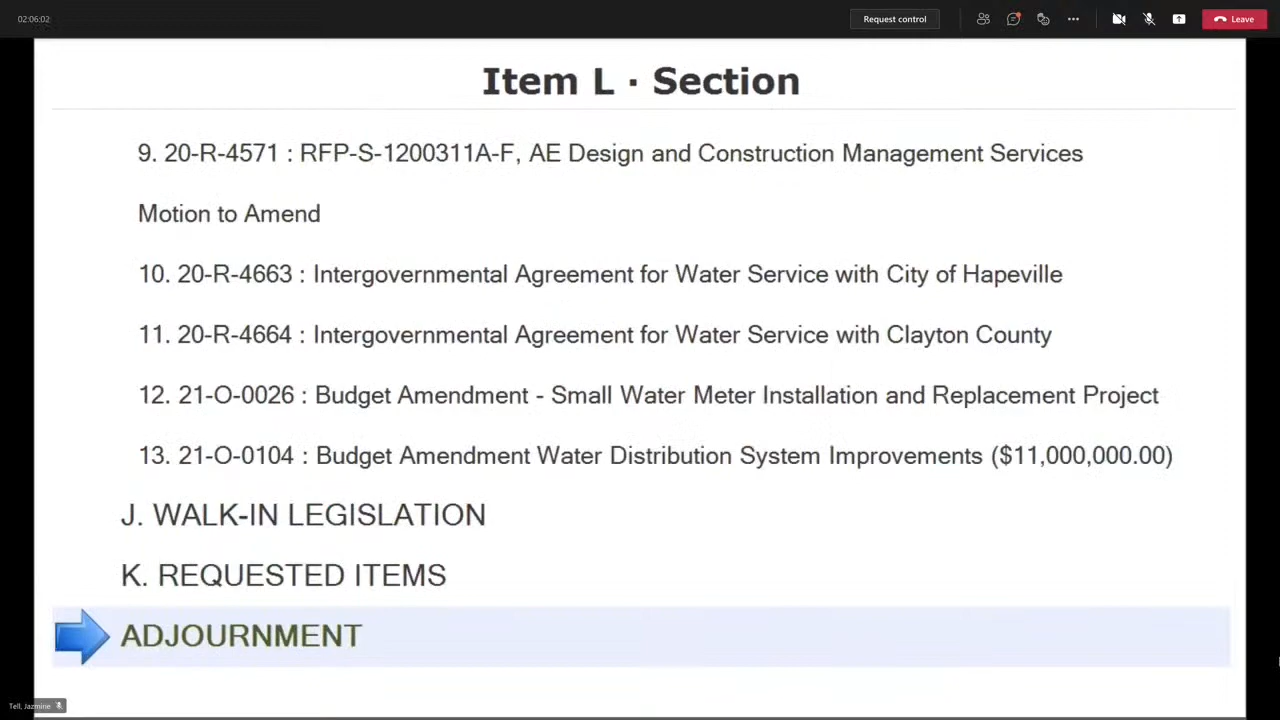 02:06:02
Request control
Leave
Item L · Section
9. 20-R-4571 : RFP-S-1200311A-F, AE Design and Construction Management Services
Motion to Amend
10. 20-R-4663 : Intergovernmental Agreement for Water Service with City of Hapeville
11. 20-R-4664 : Intergovernmental Agreement for Water Service with Clayton County
12. 21-O-0026 : Budget Amendment - Small Water Meter Installation and Replacement Project
13. 21-O-0104 : Budget Amendment Water Distribution System Improvements ($11,000,000.00)
J. WALK-IN LEGISLATION
K. REQUESTED ITEMS
ADJOURNMENT
Tell, Jazmine